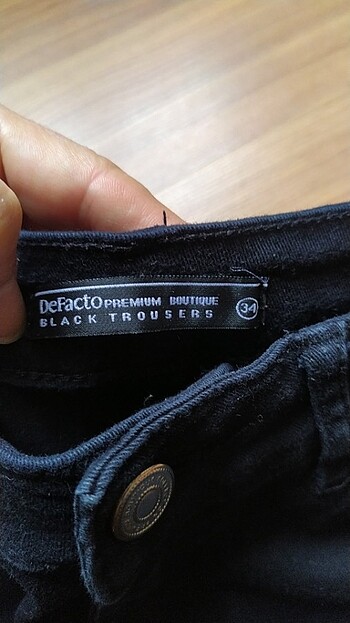 DeFacto PREMIUM BOUTIQUE
BLACK TROUSERS
34